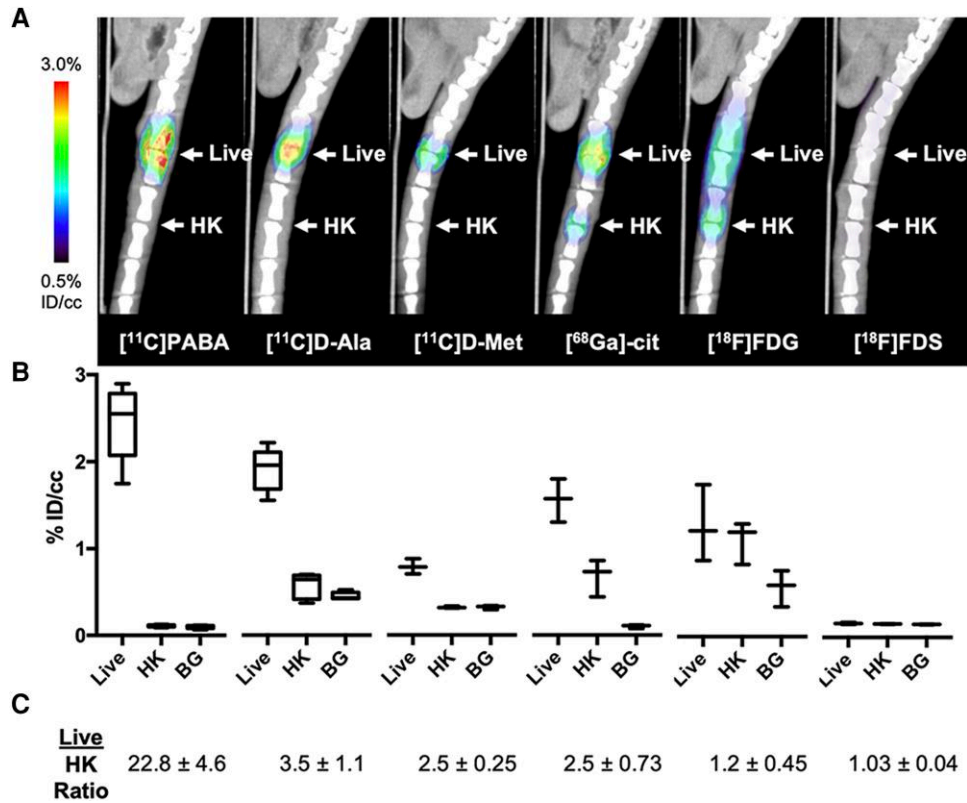 A
3.0%
0.5%
ID/cc
Live
HK
Live
HK
Live
HK
Live
HK
Live
HK
Live
HK
[¹¹C]PABA [¹¹C]D-Ala [¹¹C]D-Met [⁶⁸Ga]-cit [¹⁸F]FDG [¹⁸F]FDS
B
% ID/cc
3
2
1
0
Live HK BG Live HK BG Live HK BG Live HK BG Live HK BG Live HK BG
C
Live
HK
Ratio
22.8 ± 4.6 3.5 ± 1.1 2.5 ± 0.25 2.5 ± 0.73 1.2 ± 0.45 1.03 ± 0.04